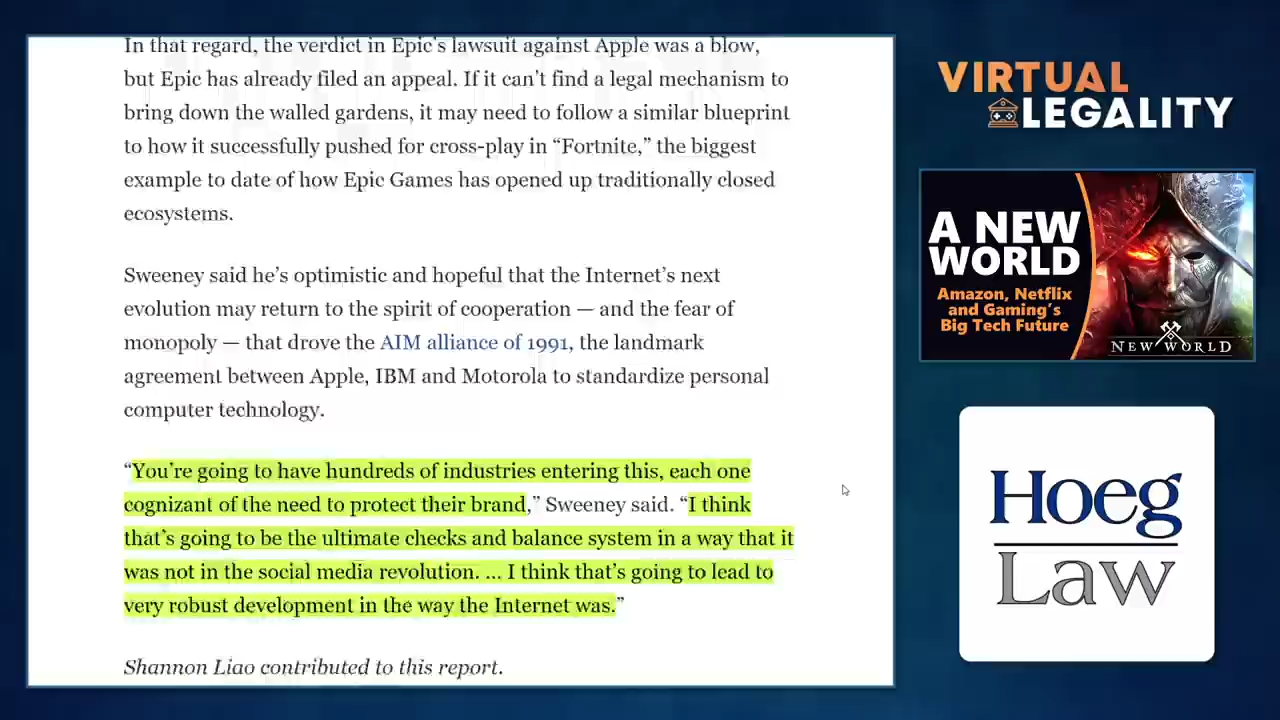 In that regard, the verdict in Epic’s lawsuit against Apple was a blow,
but Epic has already filed an appeal. If it can’t find a legal mechanism to
bring down the walled gardens, it may need to follow a similar blueprint
to how it successfully pushed for cross-play in “Fortnite,” the biggest
example to date of how Epic Games has opened up traditionally closed
ecosystems.
Sweeney said he’s optimistic and hopeful that the Internet’s next
evolution may return to the spirit of cooperation — and the fear of
monopoly — that drove the AIM alliance of 1991, the landmark
agreement between Apple, IBM and Motorola to standardize personal
computer technology.
“You’re going to have hundreds of industries entering this, each one
cognizant of the need to protect their brand,” Sweeney said. “I think
that’s going to be the ultimate checks and balance system in a way that it
was not in the social media revolution. … I think that’s going to lead to
very robust development in the way the Internet was.”
Shannon Liao contributed to this report.
VIRTUAL
LEGALITY
A NEW
WORLD
Amazon, Netflix
and Gaming's
Big Tech Future
NEW WORLD
Hoeg
Law